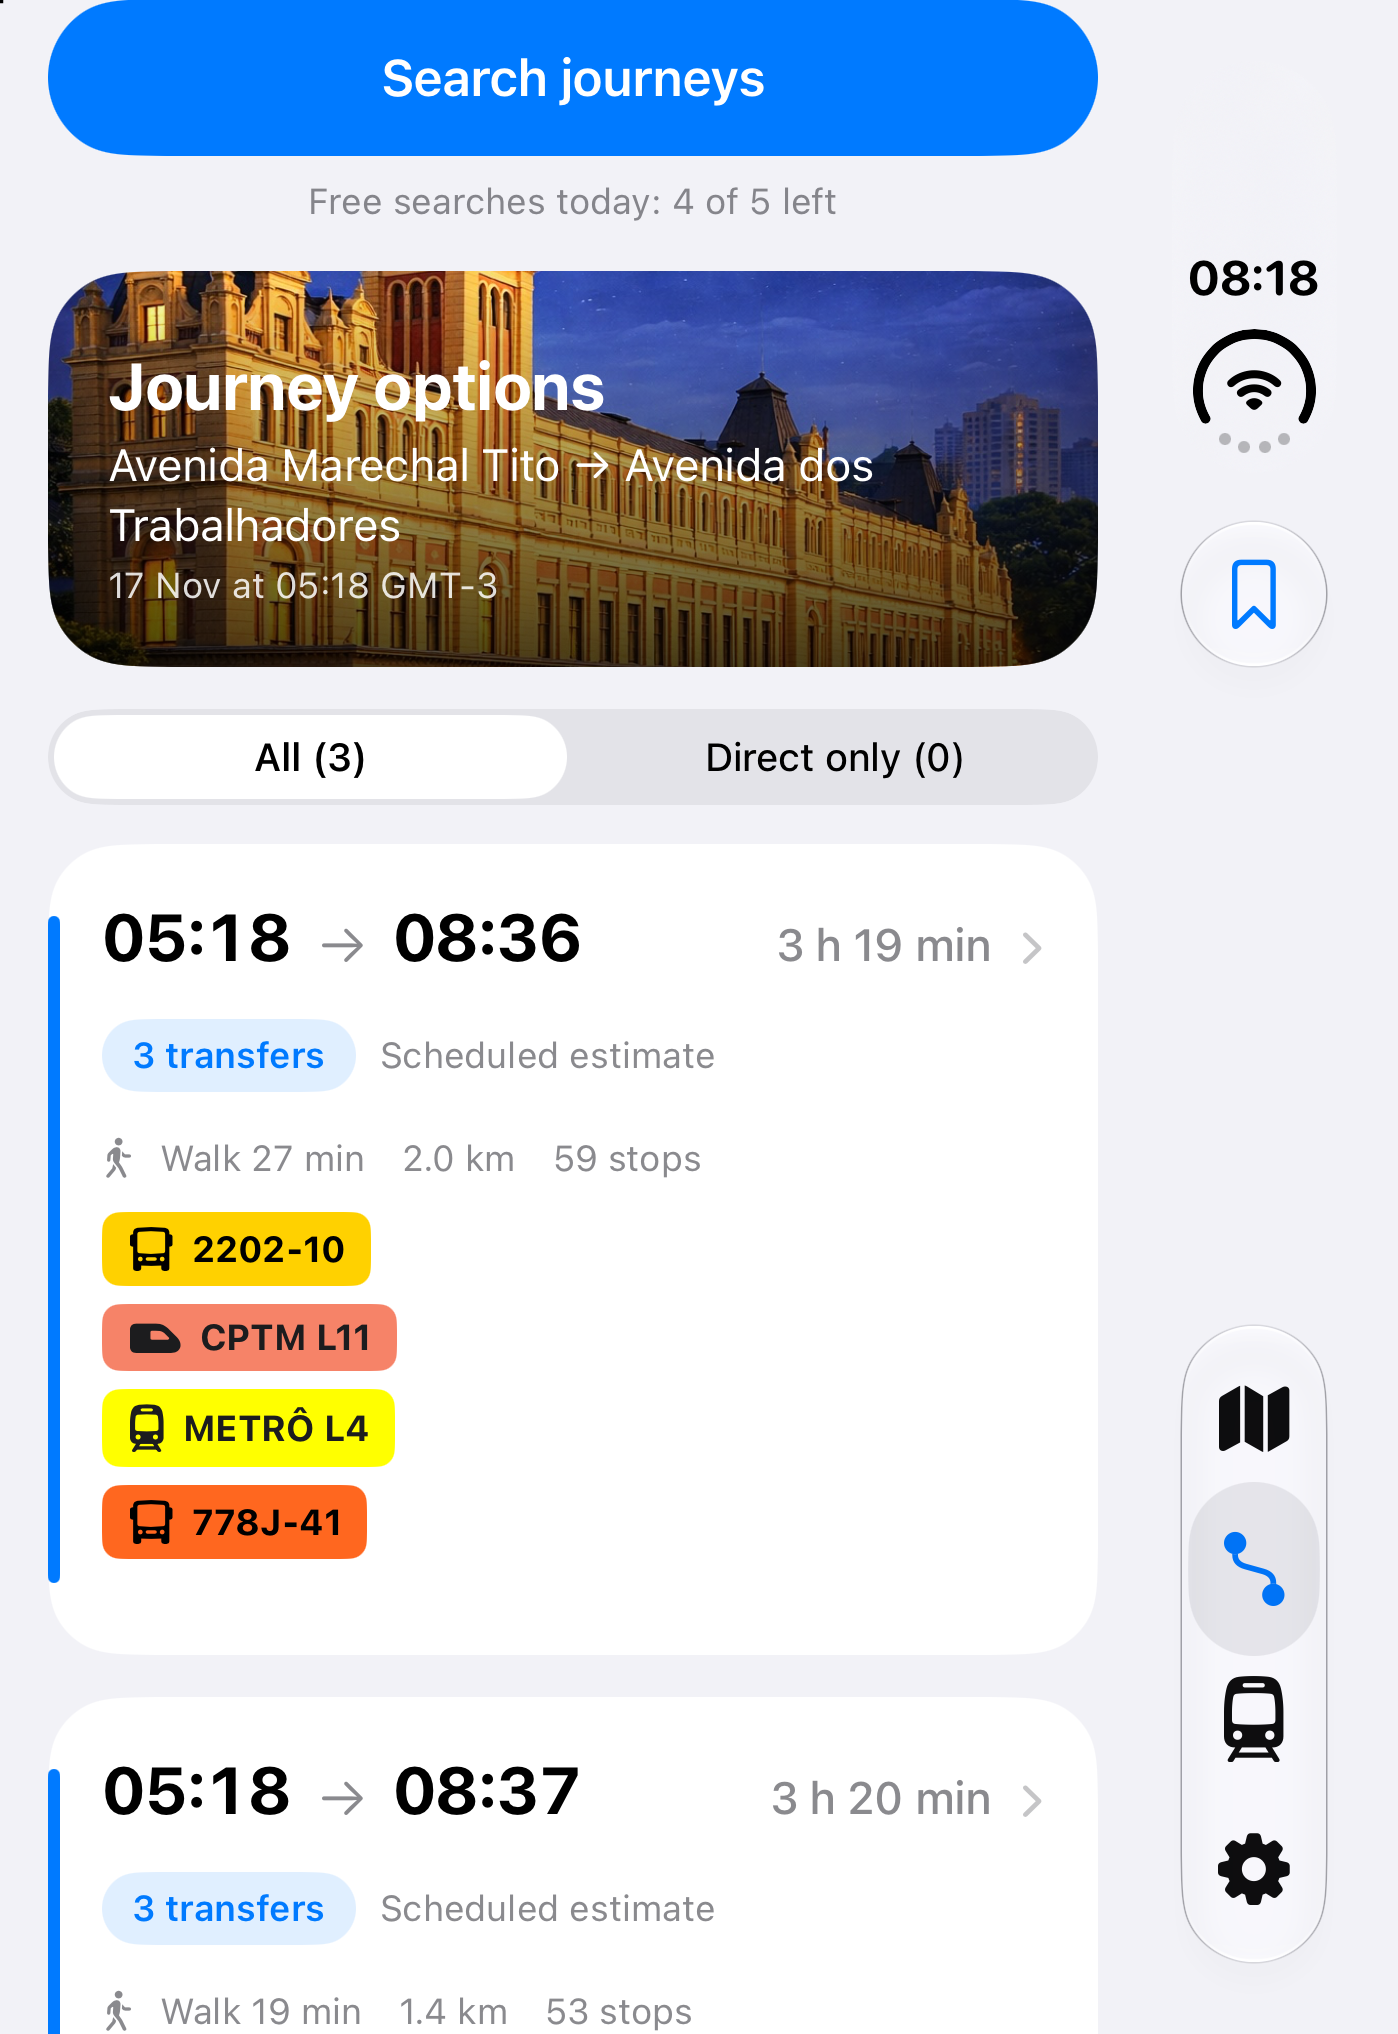 Search journeys
Free searches today: 4 of 5 left
Journey options
Avenida Marechal Tito → Avenida dos
Trabalhadores
17 Nov at 05:18 GMT-3
08:18
All (3)
Direct only (0)
05:18 → 08:36
3 h 19 min
3 transfers
Scheduled estimate
Walk 27 min
2.0 km
59 stops
2202-10
CPTM L11
METRÔ L4
778J-41
05:18 → 08:37
3 h 20 min
3 transfers
Scheduled estimate
Walk 19 min
1.4 km
53 stops